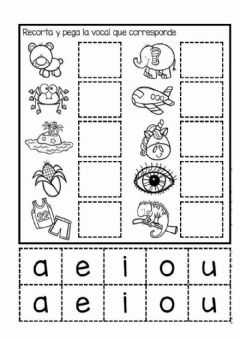 Recorta y pega la vocal que corresponde
a e i o u
a e i o u